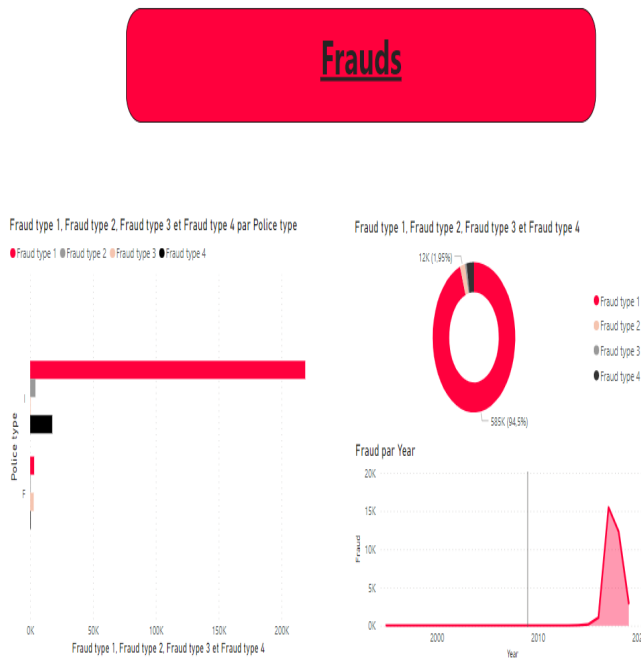 Frauds
Fraud type 1, Fraud type 2, Fraud type 3 et Fraud type 4 par Police type
Fraud type 1 Fraud type 2 Fraud type 3 Fraud type 4
Police type
I
F
0K 50K 100K 150K 200K
Fraud type 1, Fraud type 2, Fraud type 3 et Fraud type 4
Fraud type 1, Fraud type 2, Fraud type 3 et Fraud type 4
12K (1,95%)
585K (94,5%)
Fraud type 1
Fraud type 2
Fraud type 3
Fraud type 4
Fraud par Year
Fraud
20K
15K
10K
5K
0K
2000 2010
Year